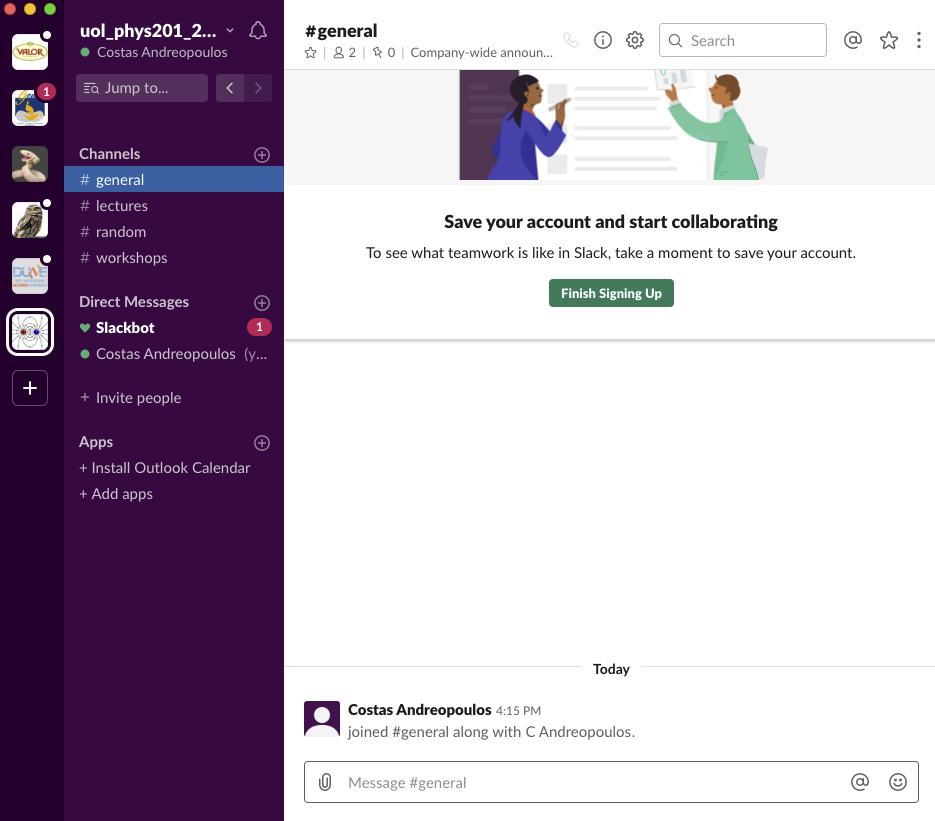 VALOR
1
DUNE
uol_phys201_2...
Costas Andreopoulos
Jump to...
Channels
# general
# lectures
# random
# workshops
Direct Messages
Slackbot 1
Costas Andreopoulos (y...
+ Invite people
Apps
+ Install Outlook Calendar
+ Add apps
#general
2 | 0 | Company-wide announ...
Search
Save your account and start collaborating
To see what teamwork is like in Slack, take a moment to save your account.
Finish Signing Up
Today
Costas Andreopoulos 4:15 PM
joined #general along with C Andreopoulos.
Message #general